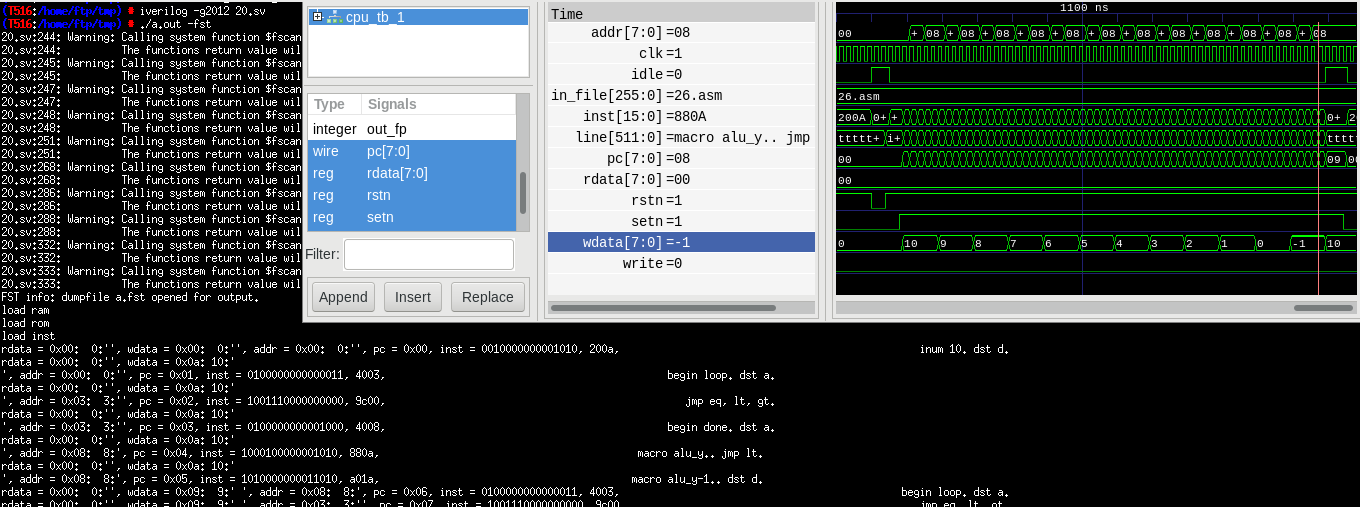 (T516:/home/ftp/tmp) # iverilog -g2012 20.sv
(T516:/home/ftp/tmp) # ./a.out -fst
20.sv:244: Warning: Calling system function $fscan
20.sv:244:          The functions return value wil
20.sv:245: Warning: Calling system function $fscan
20.sv:245:          The functions return value wil
20.sv:247: Warning: Calling system function $fscan
20.sv:247:          The functions return value wil
20.sv:248: Warning: Calling system function $fscan
20.sv:248:          The functions return value wil
20.sv:251: Warning: Calling system function $fscan
20.sv:251:          The functions return value wil
20.sv:268: Warning: Calling system function $fscan
20.sv:268:          The functions return value wil
20.sv:286: Warning: Calling system function $fscan
20.sv:286:          The functions return value wil
20.sv:288: Warning: Calling system function $fscan
20.sv:288:          The functions return value wil
20.sv:332: Warning: Calling system function $fscan
20.sv:332:          The functions return value wil
20.sv:333: Warning: Calling system function $fscan
20.sv:333:          The functions return value wil
FST info: dumpfile a.fst opened for output.
load ram
load rom
load inst
cpu_tb_1
Type Signals
integer out_fp
wire pc[7:0]
reg rdata[7:0]
reg rstn
reg setn
Filter:
Append Insert Replace
Time
addr[7:0]=08
clk=1
idle=0
in_file[255:0]=26.asm
inst[15:0]=880A
line[511:0]=macro alu_y.. jmp
pc[7:0]=08
rdata[7:0]=00
rstn=1
setn=1
wdata[7:0]=-1
write=0
1100 ns
00 + 08 + 08 + 08 + 08 + 08 + 08 + 08 + 08 + 08 + 08 + 08 + 08
26.asm
200A 0+ + 0+ 2
ttttt+ i+
00 09 00
00
0 10 9 8 7 6 5 4 3 2 1 0 -1 10
rdata = 0x00:  0:'', wdata = 0x00:  0:'', addr = 0x00:  0:'', pc = 0x00, inst = 0010000000001010, 200a, inum 10. dst d.
rdata = 0x00:  0:'', wdata = 0x0a: 10:'
', addr = 0x00:  0:'', pc = 0x01, inst = 0100000000000011, 4003, begin loop. dst a.
rdata = 0x00:  0:'', wdata = 0x0a: 10:'
', addr = 0x03:  3:'', pc = 0x02, inst = 1001110000000000, 9c00, jmp eq, lt, gt.
rdata = 0x00:  0:'', wdata = 0x0a: 10:'
', addr = 0x03:  3:'', pc = 0x03, inst = 0100000000001000, 4008, begin done. dst a.
rdata = 0x00:  0:'', wdata = 0x0a: 10:'
', addr = 0x08:  8:'', pc = 0x04, inst = 1000100000001010, 880a, macro alu_y.. jmp lt.
rdata = 0x00:  0:'', wdata = 0x0a: 10:'
', addr = 0x08:  8:'', pc = 0x05, inst = 1010000000011010, a01a, macro alu_y-1.. dst d.
rdata = 0x00:  0:'', wdata = 0x09:  9:' ', addr = 0x08:  8:'', pc = 0x06, inst = 0100000000000011, 4003, begin loop. dst a.
rdata = 0x00:  0:'', wdata = 0x09:  9:' ', addr = 0x03:  3:'', pc = 0x07, inst = 1001110000000000, 9c00, jmp eq, lt, gt.